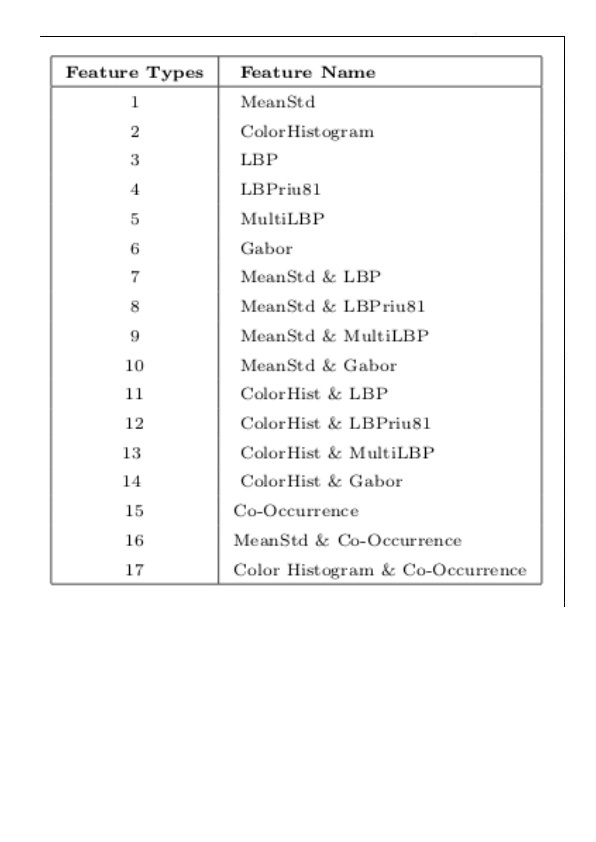 Feature Types Feature Name
1 MeanStd
2 ColorHistogram
3 LBP
4 LBPriu81
5 MultiLBP
6 Gabor
7 MeanStd & LBP
8 MeanStd & LBPriu81
9 MeanStd & MultiLBP
10 MeanStd & Gabor
11 ColorHist & LBP
12 ColorHist & LBPriu81
13 ColorHist & MultiLBP
14 ColorHist & Gabor
15 Co-Occurrence
16 MeanStd & Co-Occurrence
17 Color Histogram & Co-Occurrence